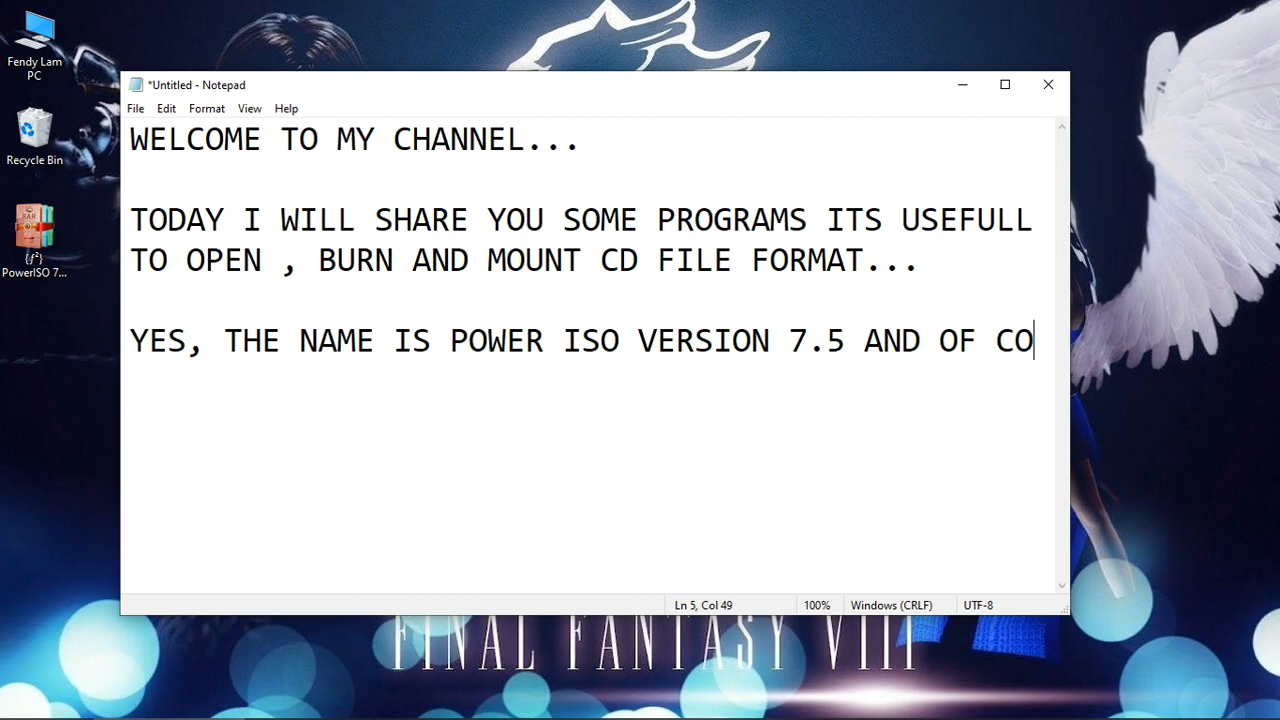 Fendy Lam
PC
Recycle Bin
RAR
{ƒ²}
PowerISO 7...
*Untitled - Notepad
File Edit Format View Help
WELCOME TO MY CHANNEL...
TODAY I WILL SHARE YOU SOME PROGRAMS ITS USEFULL
TO OPEN , BURN AND MOUNT CD FILE FORMAT...
YES, THE NAME IS POWER ISO VERSION 7.5 AND OF CO
Ln 5, Col 49 100% Windows (CRLF) UTF-8
FINAL FANTASY VIII